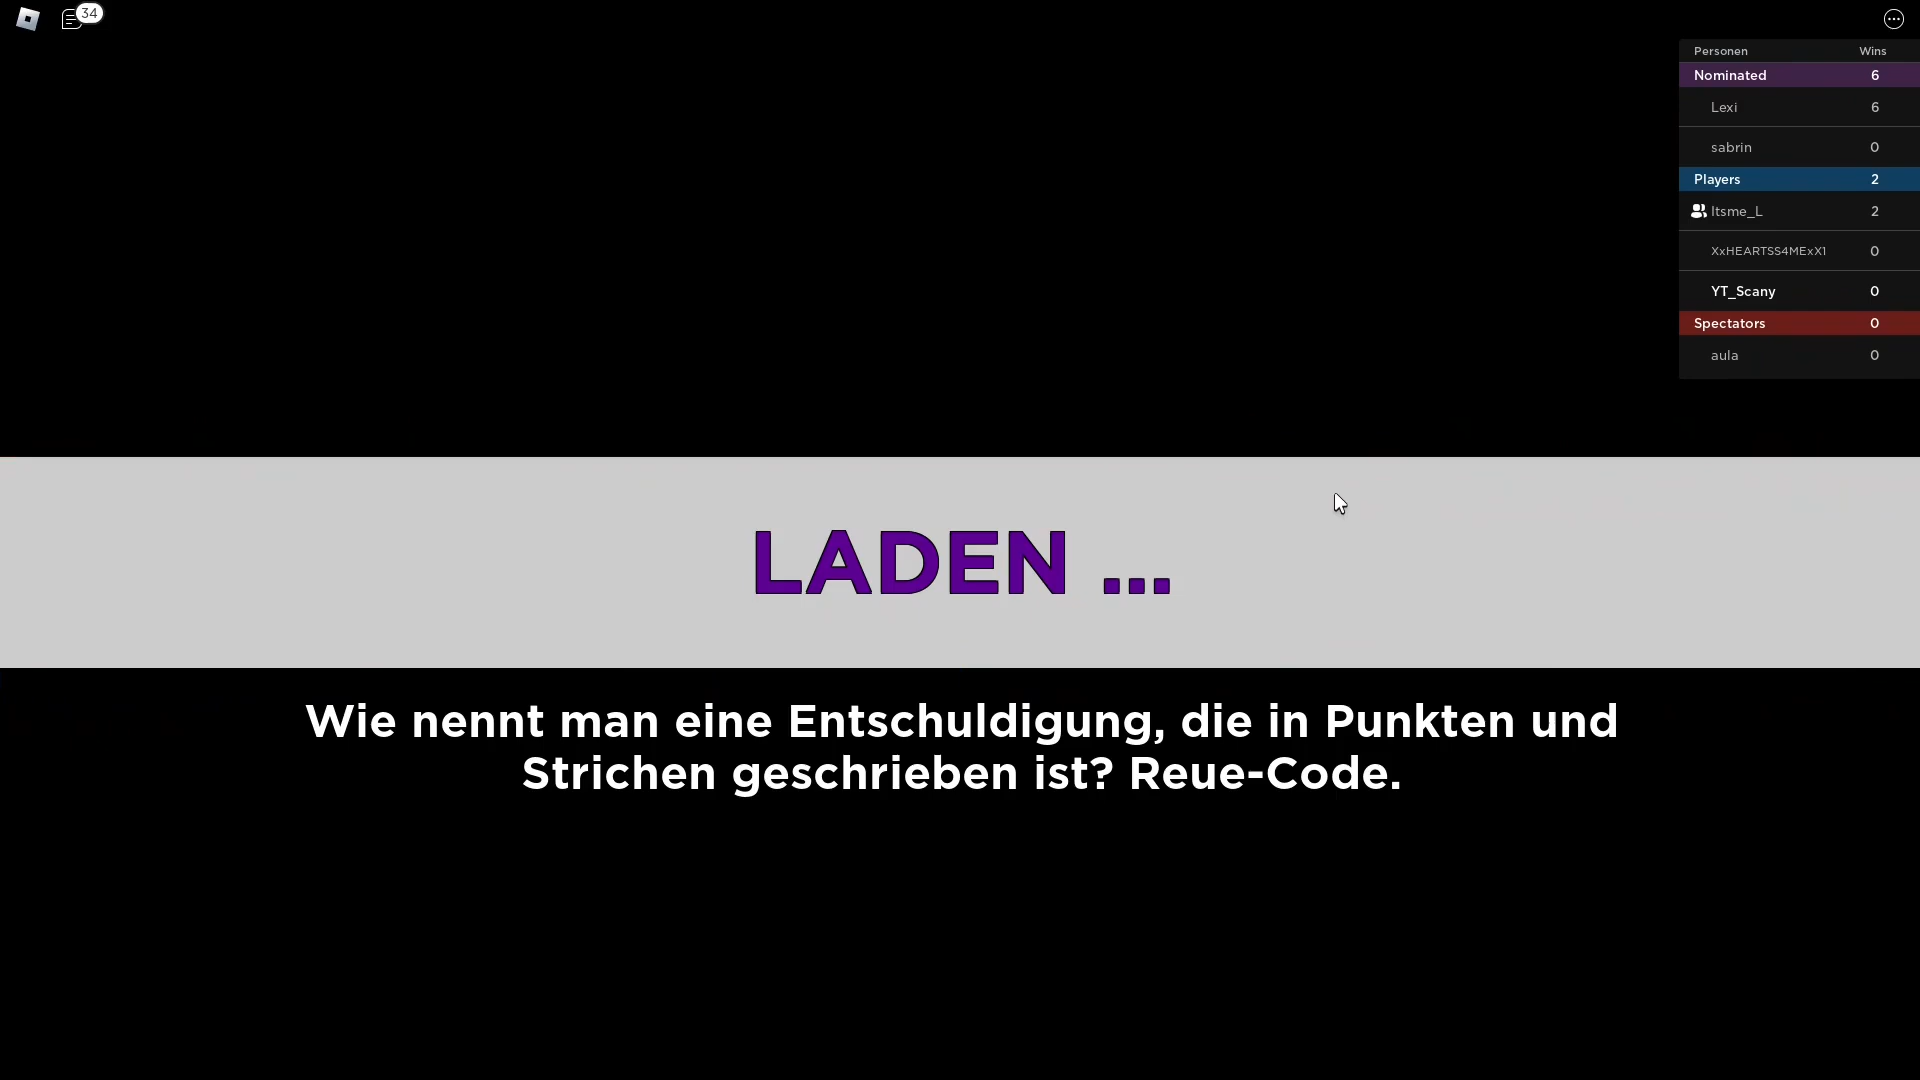 34
Personen Wins
Nominated 6
Lexi 6
sabrin 0
Players 2
Itsme_L 2
XxHEARTSS4MExX1 0
YT_Scany 0
Spectators 0
aula 0
LADEN ...
Wie nennt man eine Entschuldigung, die in Punkten und
Strichen geschrieben ist? Reue-Code.